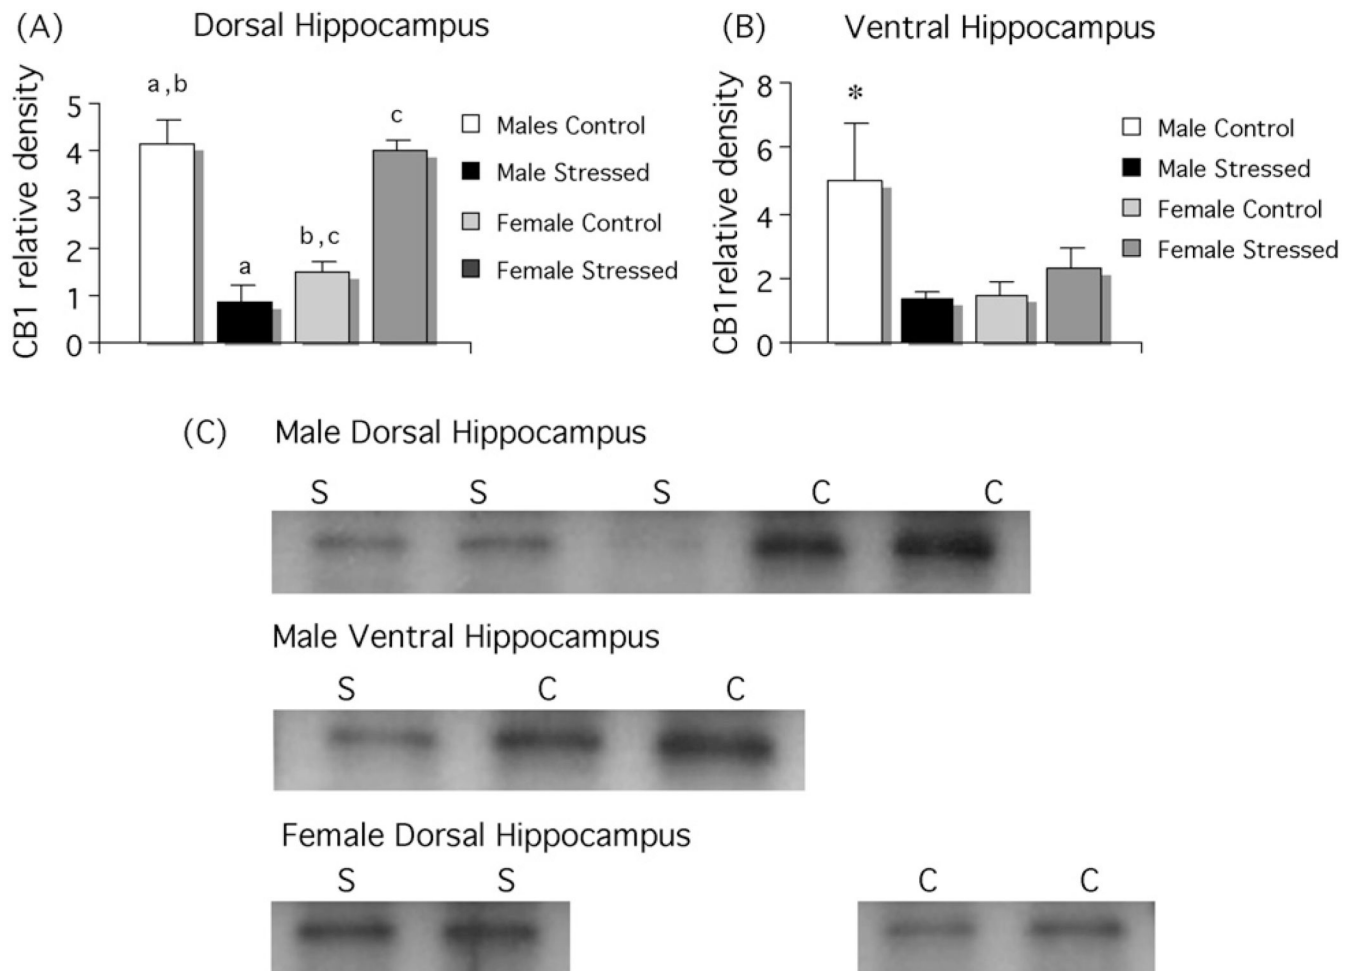 (A) Dorsal Hippocampus
CB1 relative density
5
4
3
2
1
0
a,b
a
b,c
c
Males Control
Male Stressed
Female Control
Female Stressed
(B) Ventral Hippocampus
CB1relative density
8
6
4
2
0
*
Male Control
Male Stressed
Female Control
Female Stressed
(C) Male Dorsal Hippocampus
S S S C C
Male Ventral Hippocampus
S C C
Female Dorsal Hippocampus
S S C C